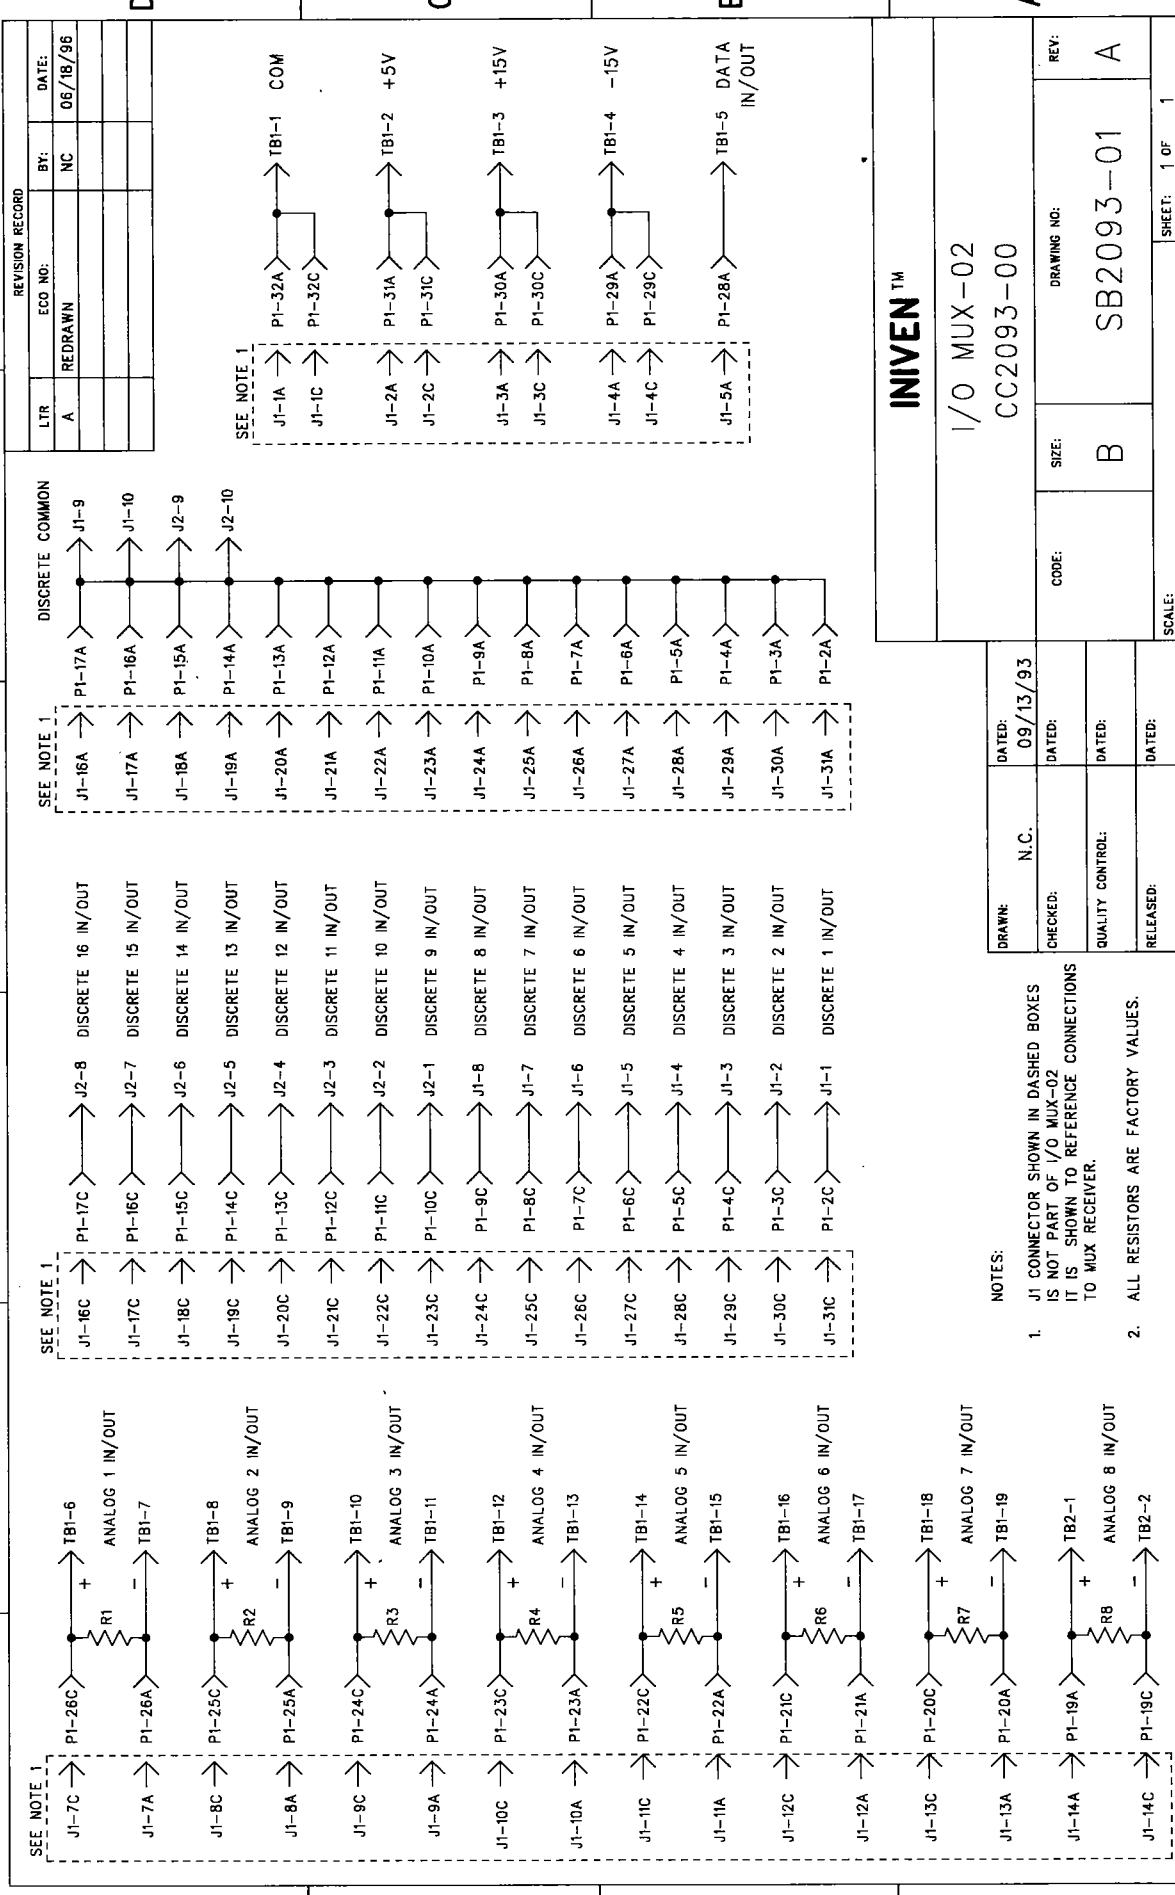 SEE NOTE 1
J1-7C P1-26C TB1-6
+
R1 ANALOG 1 IN/OUT
-
J1-7A P1-26A TB1-7
J1-8C P1-25C TB1-8
+
R2 ANALOG 2 IN/OUT
-
J1-8A P1-25A TB1-9
J1-9C P1-24C TB1-10
+
R3 ANALOG 3 IN/OUT
-
J1-9A P1-24A TB1-11
J1-10C P1-23C TB1-12
+
R4 ANALOG 4 IN/OUT
-
J1-10A P1-23A TB1-13
J1-11C P1-22C TB1-14
+
R5 ANALOG 5 IN/OUT
-
J1-11A P1-22A TB1-15
J1-12C P1-21C TB1-16
+
R6 ANALOG 6 IN/OUT
-
J1-12A P1-21A TB1-17
J1-13C P1-20C TB1-18
+
R7 ANALOG 7 IN/OUT
-
J1-13A P1-20A TB1-19
J1-14A P1-19A TB2-1
+
R8 ANALOG 8 IN/OUT
-
J1-14C P1-19C TB2-2
SEE NOTE 1
J1-16C P1-17C J2-8 DISCRETE 16 IN/OUT
J1-17C P1-16C J2-7 DISCRETE 15 IN/OUT
J1-18C P1-15C J2-6 DISCRETE 14 IN/OUT
J1-19C P1-14C J2-5 DISCRETE 13 IN/OUT
J1-20C P1-13C J2-4 DISCRETE 12 IN/OUT
J1-21C P1-12C J2-3 DISCRETE 11 IN/OUT
J1-22C P1-11C J2-2 DISCRETE 10 IN/OUT
J1-23C P1-10C J2-1 DISCRETE 9 IN/OUT
J1-24C P1-9C J1-8 DISCRETE 8 IN/OUT
J1-25C P1-8C J1-7 DISCRETE 7 IN/OUT
J1-26C P1-7C J1-6 DISCRETE 6 IN/OUT
J1-27C P1-6C J1-5 DISCRETE 5 IN/OUT
J1-28C P1-5C J1-4 DISCRETE 4 IN/OUT
J1-29C P1-4C J1-3 DISCRETE 3 IN/OUT
J1-30C P1-3C J1-2 DISCRETE 2 IN/OUT
J1-31C P1-2C J1-1 DISCRETE 1 IN/OUT
SEE NOTE 1
DISCRETE COMMON
J1-16A P1-17A J1-9
J1-17A P1-16A J1-10
J1-18A P1-15A J2-9
J1-19A P1-14A J2-10
J1-20A P1-13A
J1-21A P1-12A
J1-22A P1-11A
J1-23A P1-10A
J1-24A P1-9A
J1-25A P1-8A
J1-26A P1-7A
J1-27A P1-6A
J1-28A P1-5A
J1-29A P1-4A
J1-30A P1-3A
J1-31A P1-2A
REVISION RECORD
LTR ECO NO: BY: DATE:
A REDRAWN NC 06/18/96
SEE NOTE 1
J1-1A P1-32A TB1-1 COM
J1-1C P1-32C
J1-2A P1-31A TB1-2 +5V
J1-2C P1-31C
J1-3A P1-30A TB1-3 +15V
J1-3C P1-30C
J1-4A P1-29A TB1-4 -15V
J1-4C P1-29C
J1-5A P1-28A TB1-5 DATA
IN/OUT
NOTES:
1. J1 CONNECTOR SHOWN IN DASHED BOXES
IS NOT PART OF I/O MUX-02
IT IS SHOWN TO REFERENCE CONNECTIONS
TO MUX RECEIVER.
2. ALL RESISTORS ARE FACTORY VALUES.
DRAWN: N.C. DATED: 09/13/93
CHECKED: DATED:
QUALITY CONTROL: DATED:
RELEASED: DATED:
INIVEN™
I/O MUX-02
CC2093-00
CODE: SIZE: B DRAWING NO: SB2093-01 REV: A
SCALE: SHEET: 1 OF 1